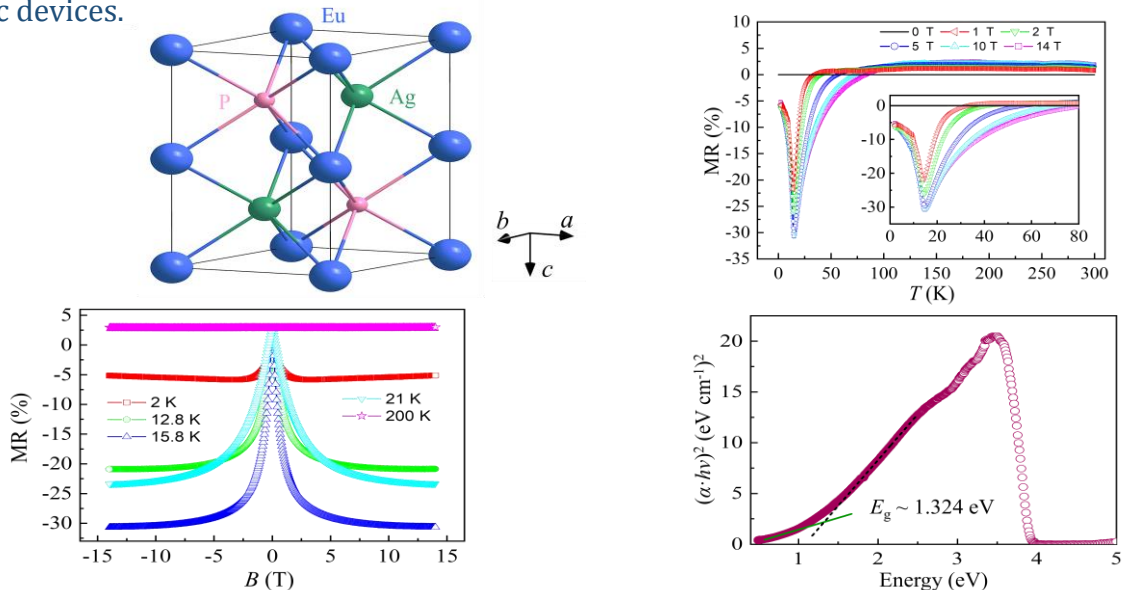 c devices.
Eu
P
Ag
b
a
c
MR (%)
10
5
0
-5
-10
-15
-20
-25
-30
-35
0 T 1 T 2 T
5 T 10 T 14 T
0
-10
-20
-30
0 20 40 60 80
0 50 100 150 200 250 300
T (K)
MR (%)
5
0
-5
-10
-15
-20
-25
-30
2 K
12.8 K
15.8 K
21 K
200 K
-15 -10 -5 0 5 10 15
B (T)
(α·hν)² (eV cm⁻¹)²
20
15
10
5
0
E_g ~ 1.324 eV
1 2 3 4 5
Energy (eV)